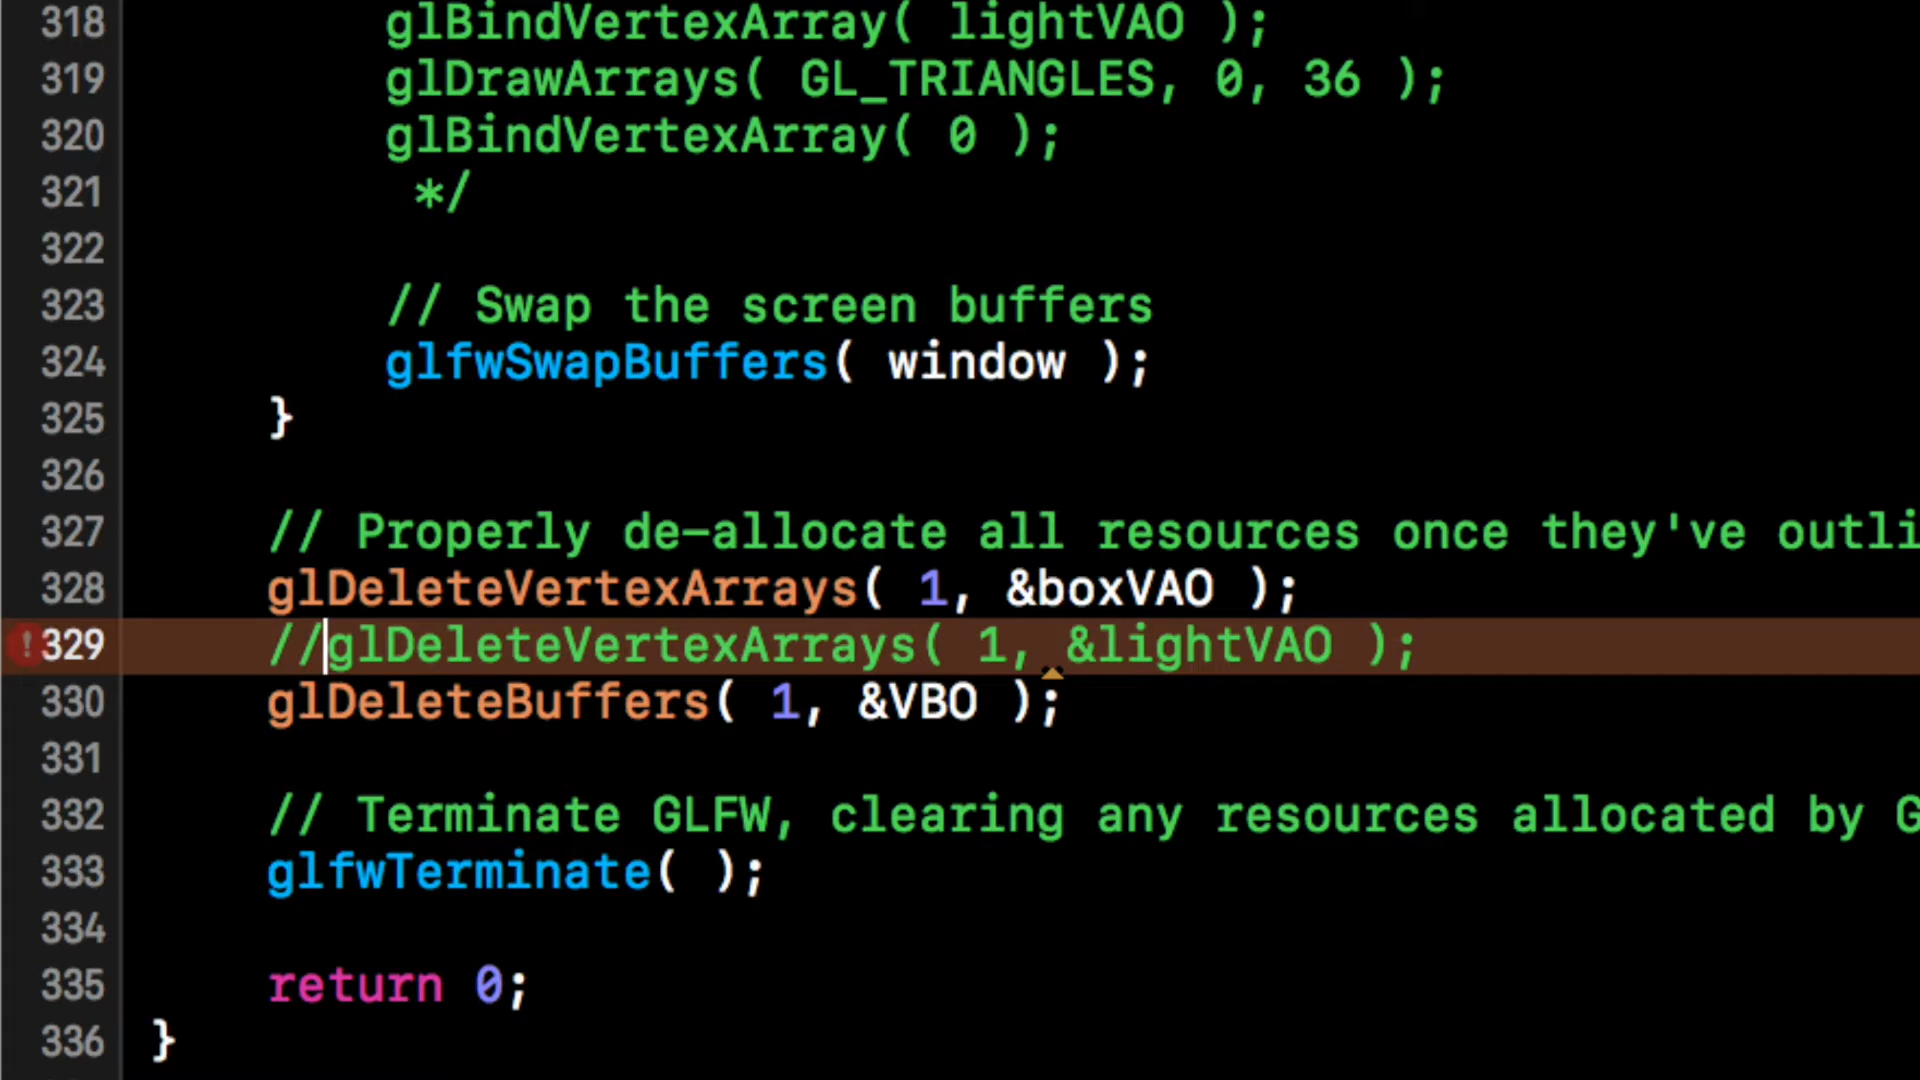 318 glBindVertexArray( lightVAO );
319 glDrawArrays( GL_TRIANGLES, 0, 36 );
320 glBindVertexArray( 0 );
321 */
322
323 // Swap the screen buffers
324 glfwSwapBuffers( window );
325 }
326
327 // Properly de-allocate all resources once they've outli
328 glDeleteVertexArrays( 1, &boxVAO );
329 //glDeleteVertexArrays( 1, &lightVAO );
330 glDeleteBuffers( 1, &VBO );
331
332 // Terminate GLFW, clearing any resources allocated by G
333 glfwTerminate( );
334
335 return 0;
336 }